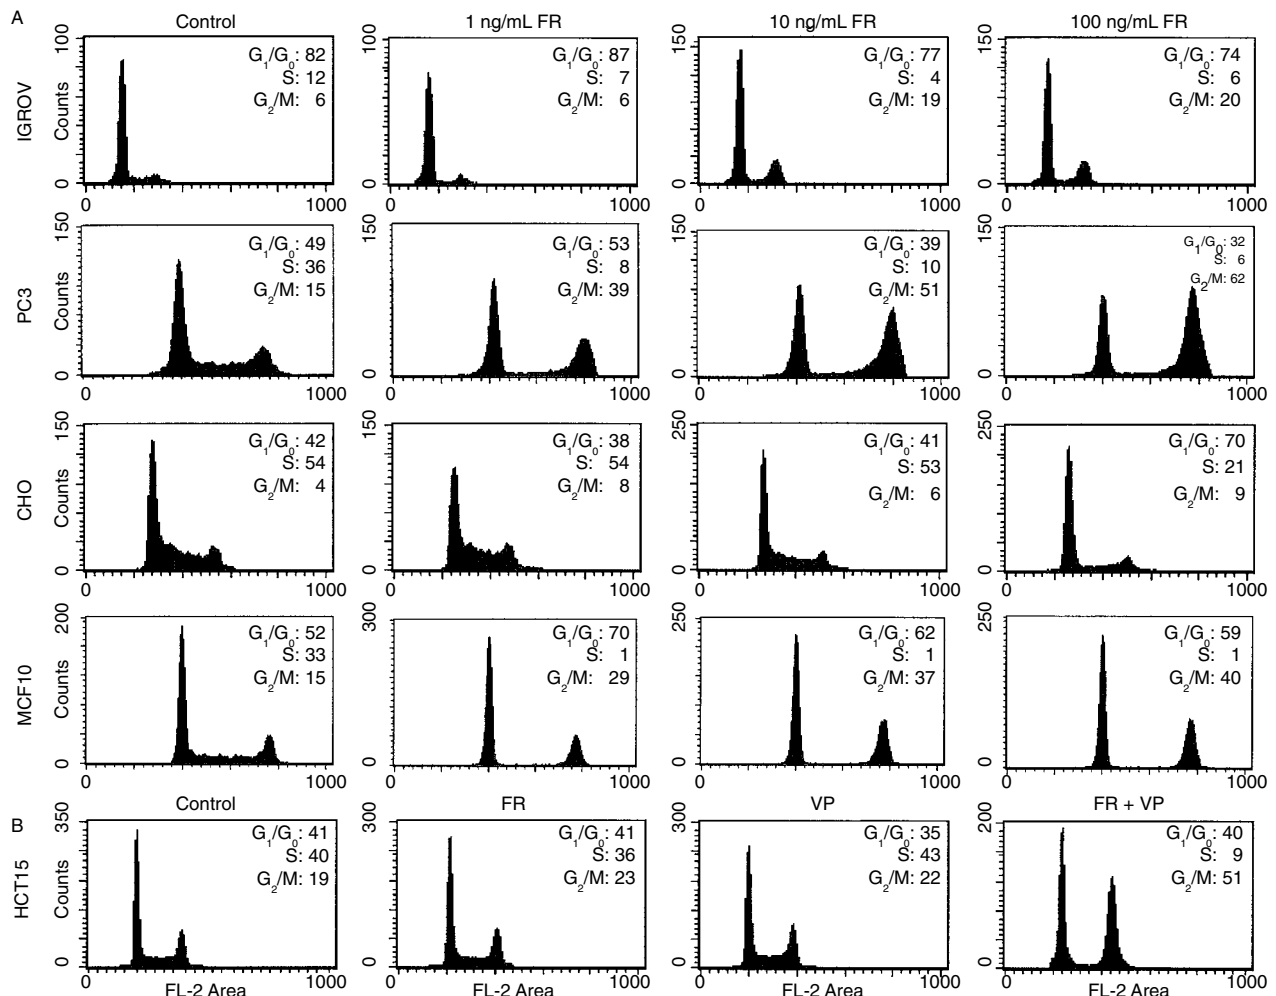 A
Control 1 ng/mL FR 10 ng/mL FR 100 ng/mL FR
IGROV
Counts
100 0 0 1000
G1/G0: 82
S: 12
G2/M: 6
100 0 0 1000
G1/G0: 87
S: 7
G2/M: 6
150 0 0 1000
G1/G0: 77
S: 4
G2/M: 19
150 0 0 1000
G1/G0: 74
S: 6
G2/M: 20
PC3
Counts
150 0 0 1000
G1/G0: 49
S: 36
G2/M: 15
150 0 0 1000
G1/G0: 53
S: 8
G2/M: 39
150 0 0 1000
G1/G0: 39
S: 10
G2/M: 51
150 0 0 1000
G1/G0: 32
S: 6
G2/M: 62
CHO
Counts
150 0 0 1000
G1/G0: 42
S: 54
G2/M: 4
150 0 0 1000
G1/G0: 38
S: 54
G2/M: 8
250 0 0 1000
G1/G0: 41
S: 53
G2/M: 6
250 0 0 1000
G1/G0: 70
S: 21
G2/M: 9
MCF10
Counts
200 0 0 1000
G1/G0: 52
S: 33
G2/M: 15
300 0 0 1000
G1/G0: 70
S: 1
G2/M: 29
250 0 0 1000
G1/G0: 62
S: 1
G2/M: 37
250 0 0 1000
G1/G0: 59
S: 1
G2/M: 40
B
Control FR VP FR + VP
HCT15
Counts
350 0 0 1000
G1/G0: 41
S: 40
G2/M: 19
300 0 0 1000
G1/G0: 41
S: 36
G2/M: 23
300 0 0 1000
G1/G0: 35
S: 43
G2/M: 22
200 0 0 1000
G1/G0: 40
S: 9
G2/M: 51
FL-2 Area FL-2 Area FL-2 Area FL-2 Area